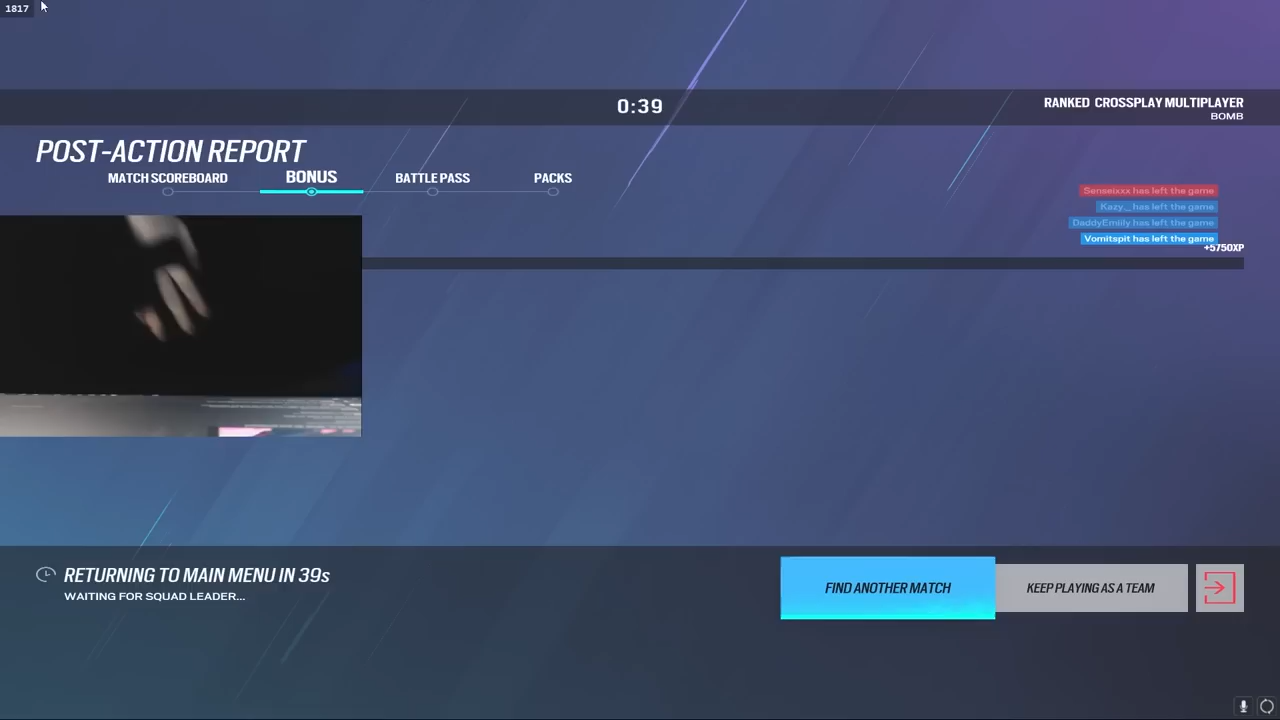 1817
0:39
RANKED CROSSPLAY MULTIPLAYER
BOMB
POST-ACTION REPORT
MATCH SCOREBOARD
BONUS
BATTLE PASS
PACKS
Senseixxx has left the game
Kazy._ has left the game
DaddyEmiily has left the game
Vomitspit has left the game
+5750XP
RETURNING TO MAIN MENU IN 39s
WAITING FOR SQUAD LEADER...
FIND ANOTHER MATCH
KEEP PLAYING AS A TEAM